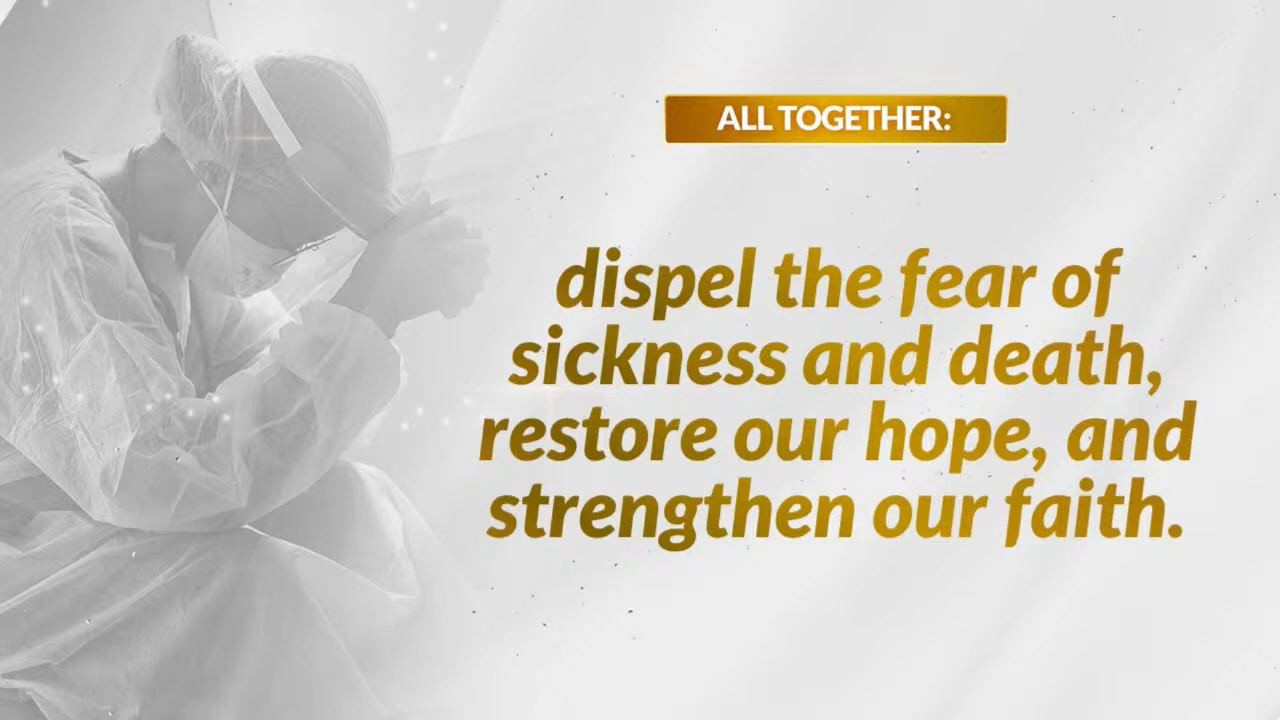 ALL TOGETHER:
dispel the fear of
sickness and death,
restore our hope, and
strengthen our faith.